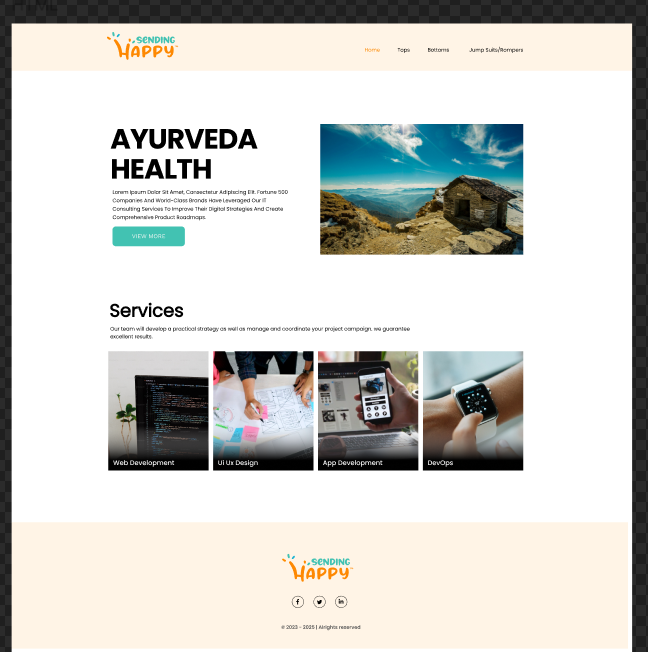 SENDING
HAPPY
Home Tops Bottoms Jump Suits/Rompers
AYURVEDA
HEALTH
Lorem Ipsum Dolor Sit Amet, Consectetur Adipiscing Elit. Fortune 500
Companies And World-Class Brands Have Leveraged Our IT
Consulting Services To Improve Their Digital Strategies And Create
Comprehensive Product Roadmaps.
VIEW MORE
Services
Our team will develop a practical strategy as well as manage and coordinate your project campaign. we guarantee
excellent results.
Web Development
Ui Ux Design
App Development
DevOps
SENDING
HAPPY
© 2023 - 2025 | Alrights reserved